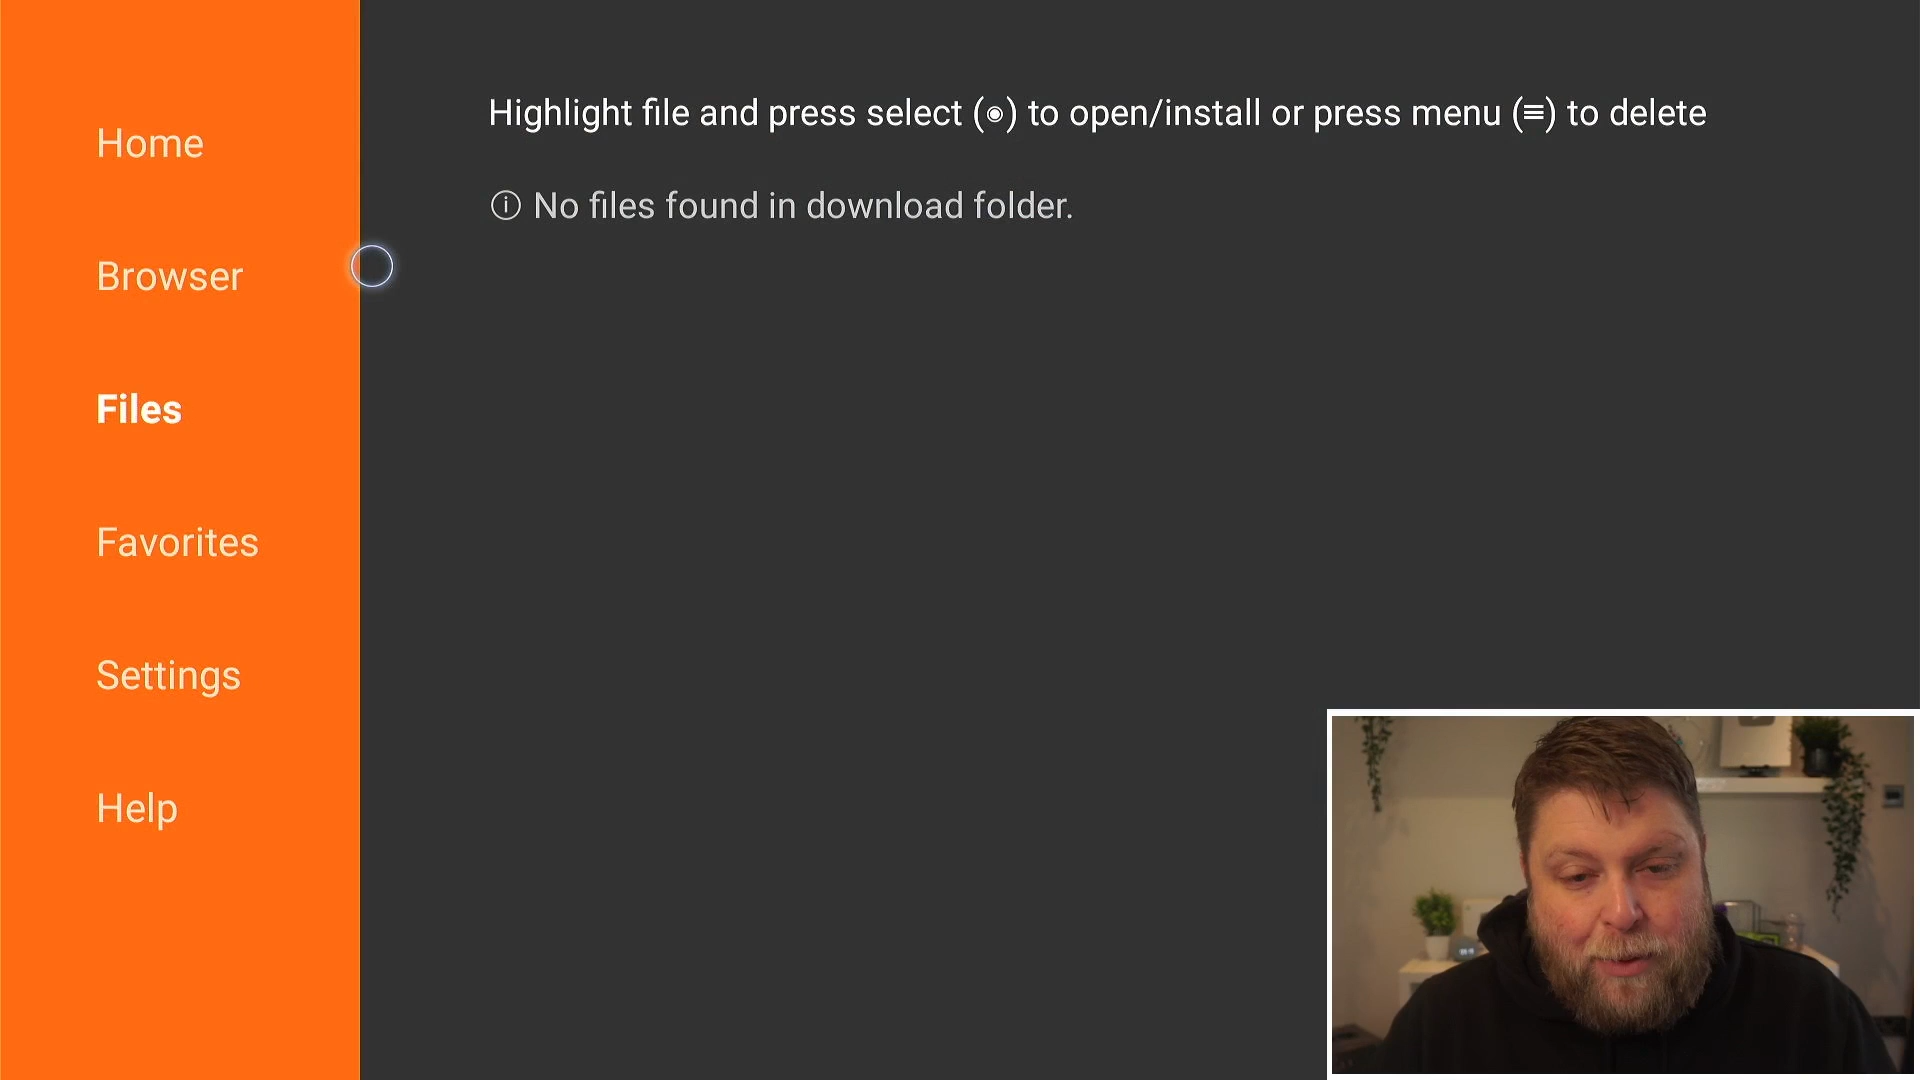 Home
Browser
Files
Favorites
Settings
Help
Highlight file and press select (◉) to open/install or press menu (≡) to delete
ⓘ No files found in download folder.